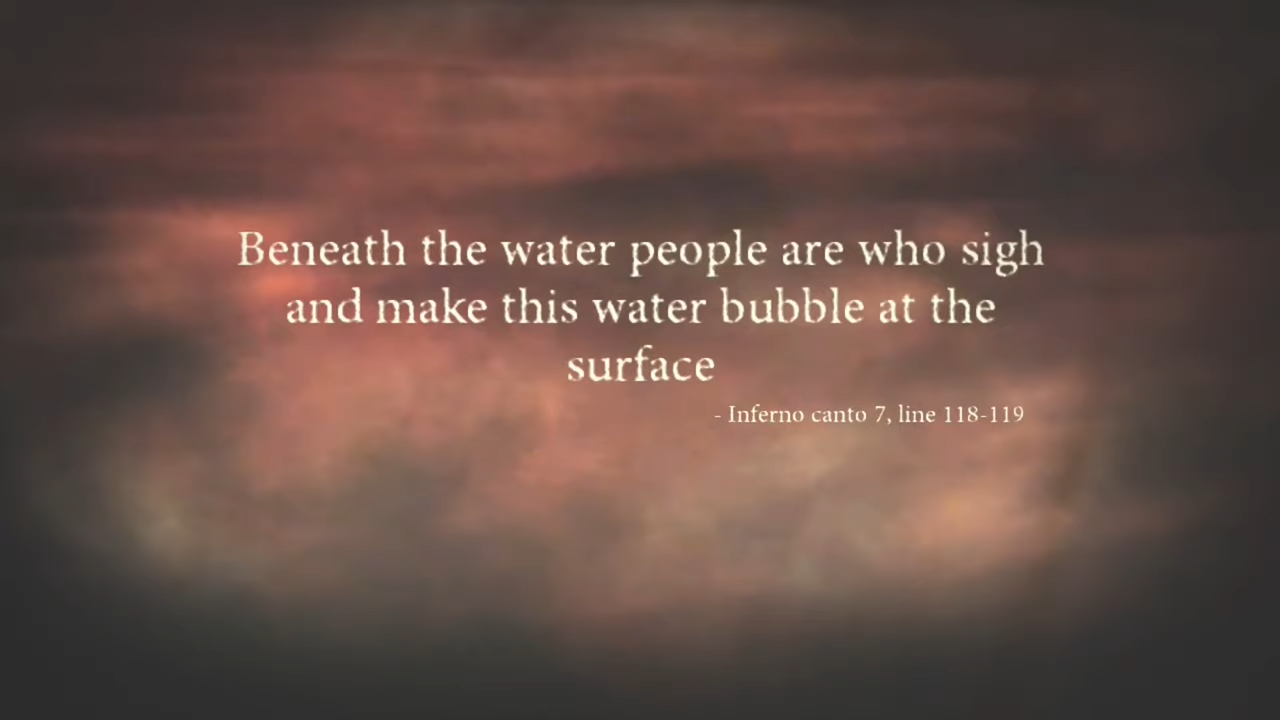 Beneath the water people are who sigh
and make this water bubble at the
surface
- Inferno canto 7, line 118-119